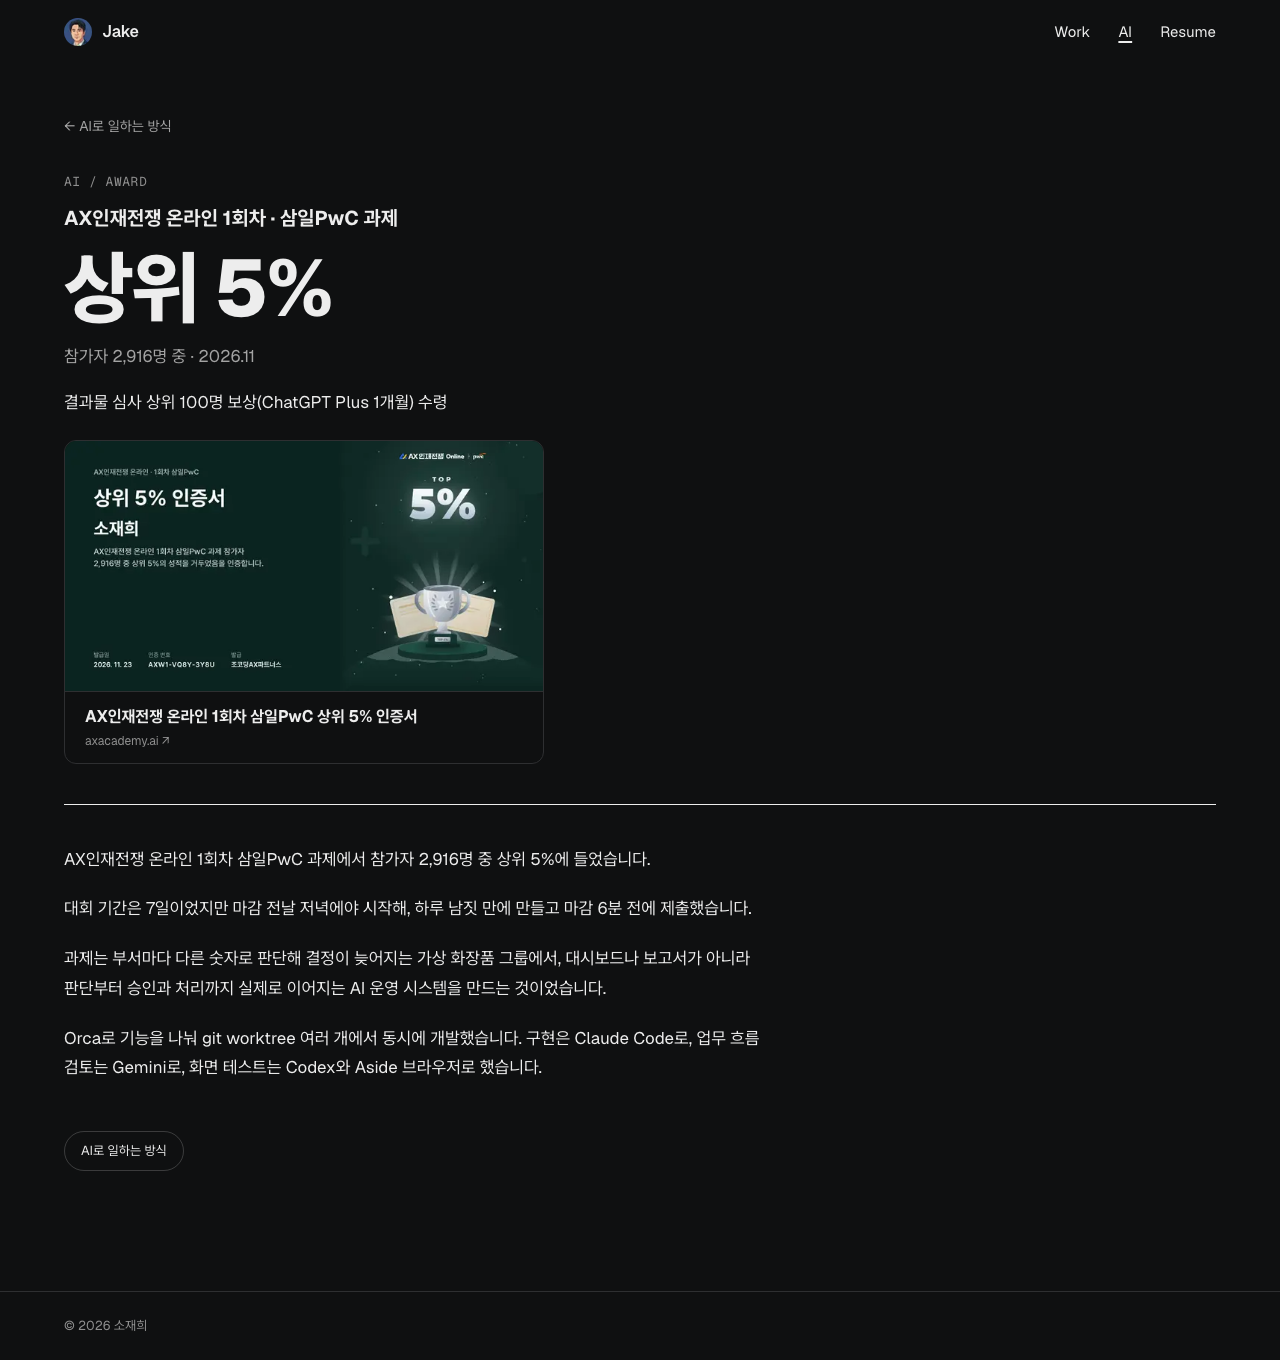 Jake
Work
AI
Resume
← AI로 일하는 방식
AI / AWARD
AX인재전쟁 온라인 1회차 · 삼일PwC 과제
상위 5%
참가자 2,916명 중 · 2026.11
결과물 심사 상위 100명 보상(ChatGPT Plus 1개월) 수령
AX인재전쟁 온라인 · 1회차 삼일PwC
상위 5% 인증서
소재희
AX인재전쟁 온라인 1회차 삼일PwC 과제 참가자
2,916명 중 상위 5%의 성적을 거두었음을 인증합니다.
발급일
2026. 11. 23
인증 번호
AXW1-VQ8Y-3Y8U
발급
조코딩AX파트너스
AX인재전쟁 Online × pwc
TOP
5%
AX인재전쟁 온라인 1회차 삼일PwC 상위 5% 인증서
axacademy.ai ↗
AX인재전쟁 온라인 1회차 삼일PwC 과제에서 참가자 2,916명 중 상위 5%에 들었습니다.
대회 기간은 7일이었지만 마감 전날 저녁에야 시작해, 하루 남짓 만에 만들고 마감 6분 전에 제출했습니다.
과제는 부서마다 다른 숫자로 판단해 결정이 늦어지는 가상 화장품 그룹에서, 대시보드나 보고서가 아니라
판단부터 승인과 처리까지 실제로 이어지는 AI 운영 시스템을 만드는 것이었습니다.
Orca로 기능을 나눠 git worktree 여러 개에서 동시에 개발했습니다. 구현은 Claude Code로, 업무 흐름
검토는 Gemini로, 화면 테스트는 Codex와 Aside 브라우저로 했습니다.
AI로 일하는 방식
© 2026 소재희